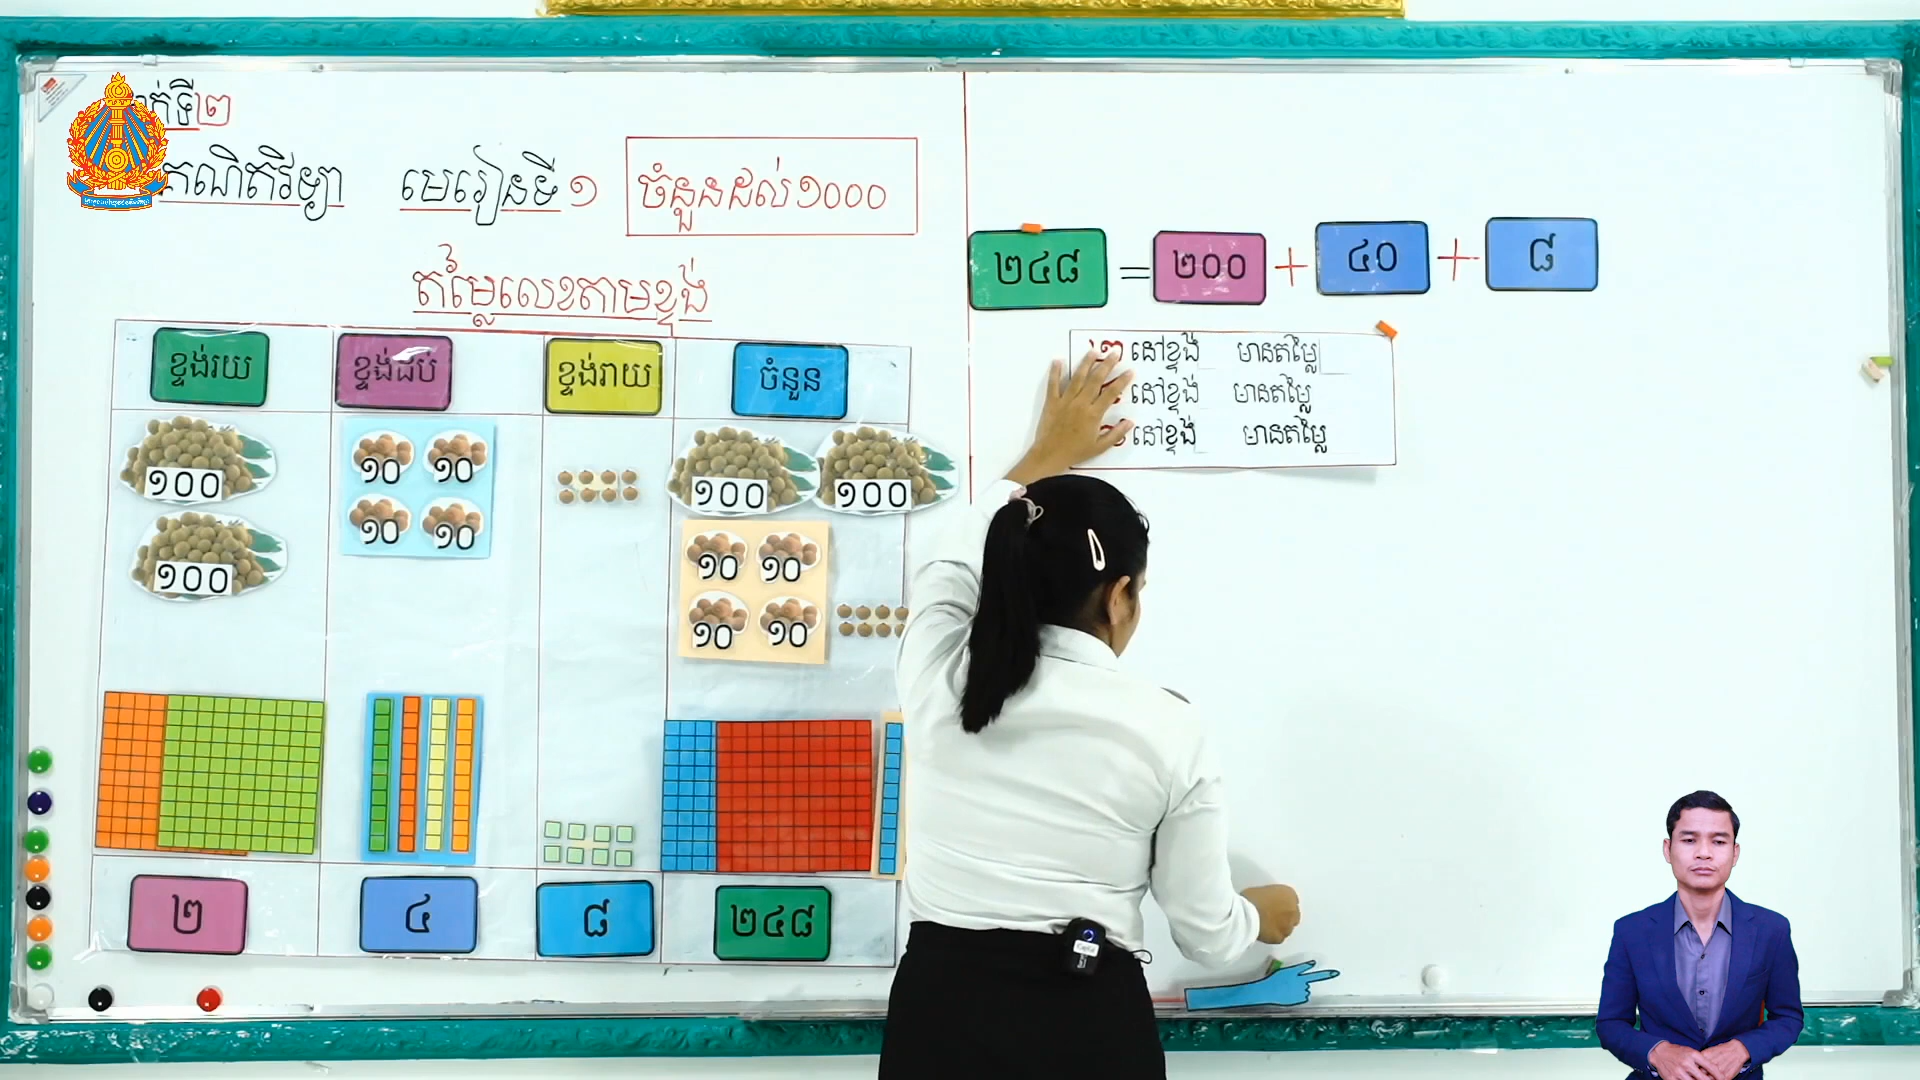 ទី២
គណិតវិទ្យា មេរៀនទី ១ ចំនួនដល់១០០០
តម្លៃលេខតាមខ្ទង់
ខ្ទង់រយ ខ្ទង់ដប់ ខ្ទង់រាយ ចំនួន
១០០ ១០ ១០ ១០០ ១០០
១០ ១០
១០០ ១០ ១០
១០ ១០
២ ៤ ៨ ២៤៨
២៤៨ = ២០០ + ៤០ + ៨
២ នៅខ្ទង់ មានតម្លៃ
នៅខ្ទង់ មានតម្លៃ
នៅខ្ទង់ មានតម្លៃ